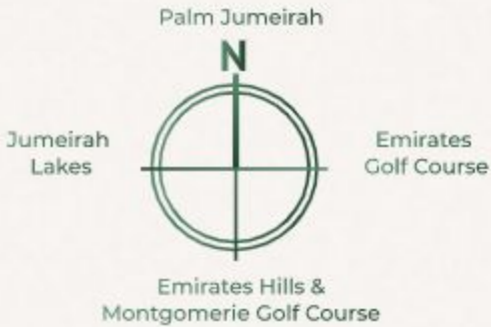 Palm Jumeirah
N
Jumeirah
Lakes
Emirates
Golf Course
Emirates Hills &
Montgomerie Golf Course